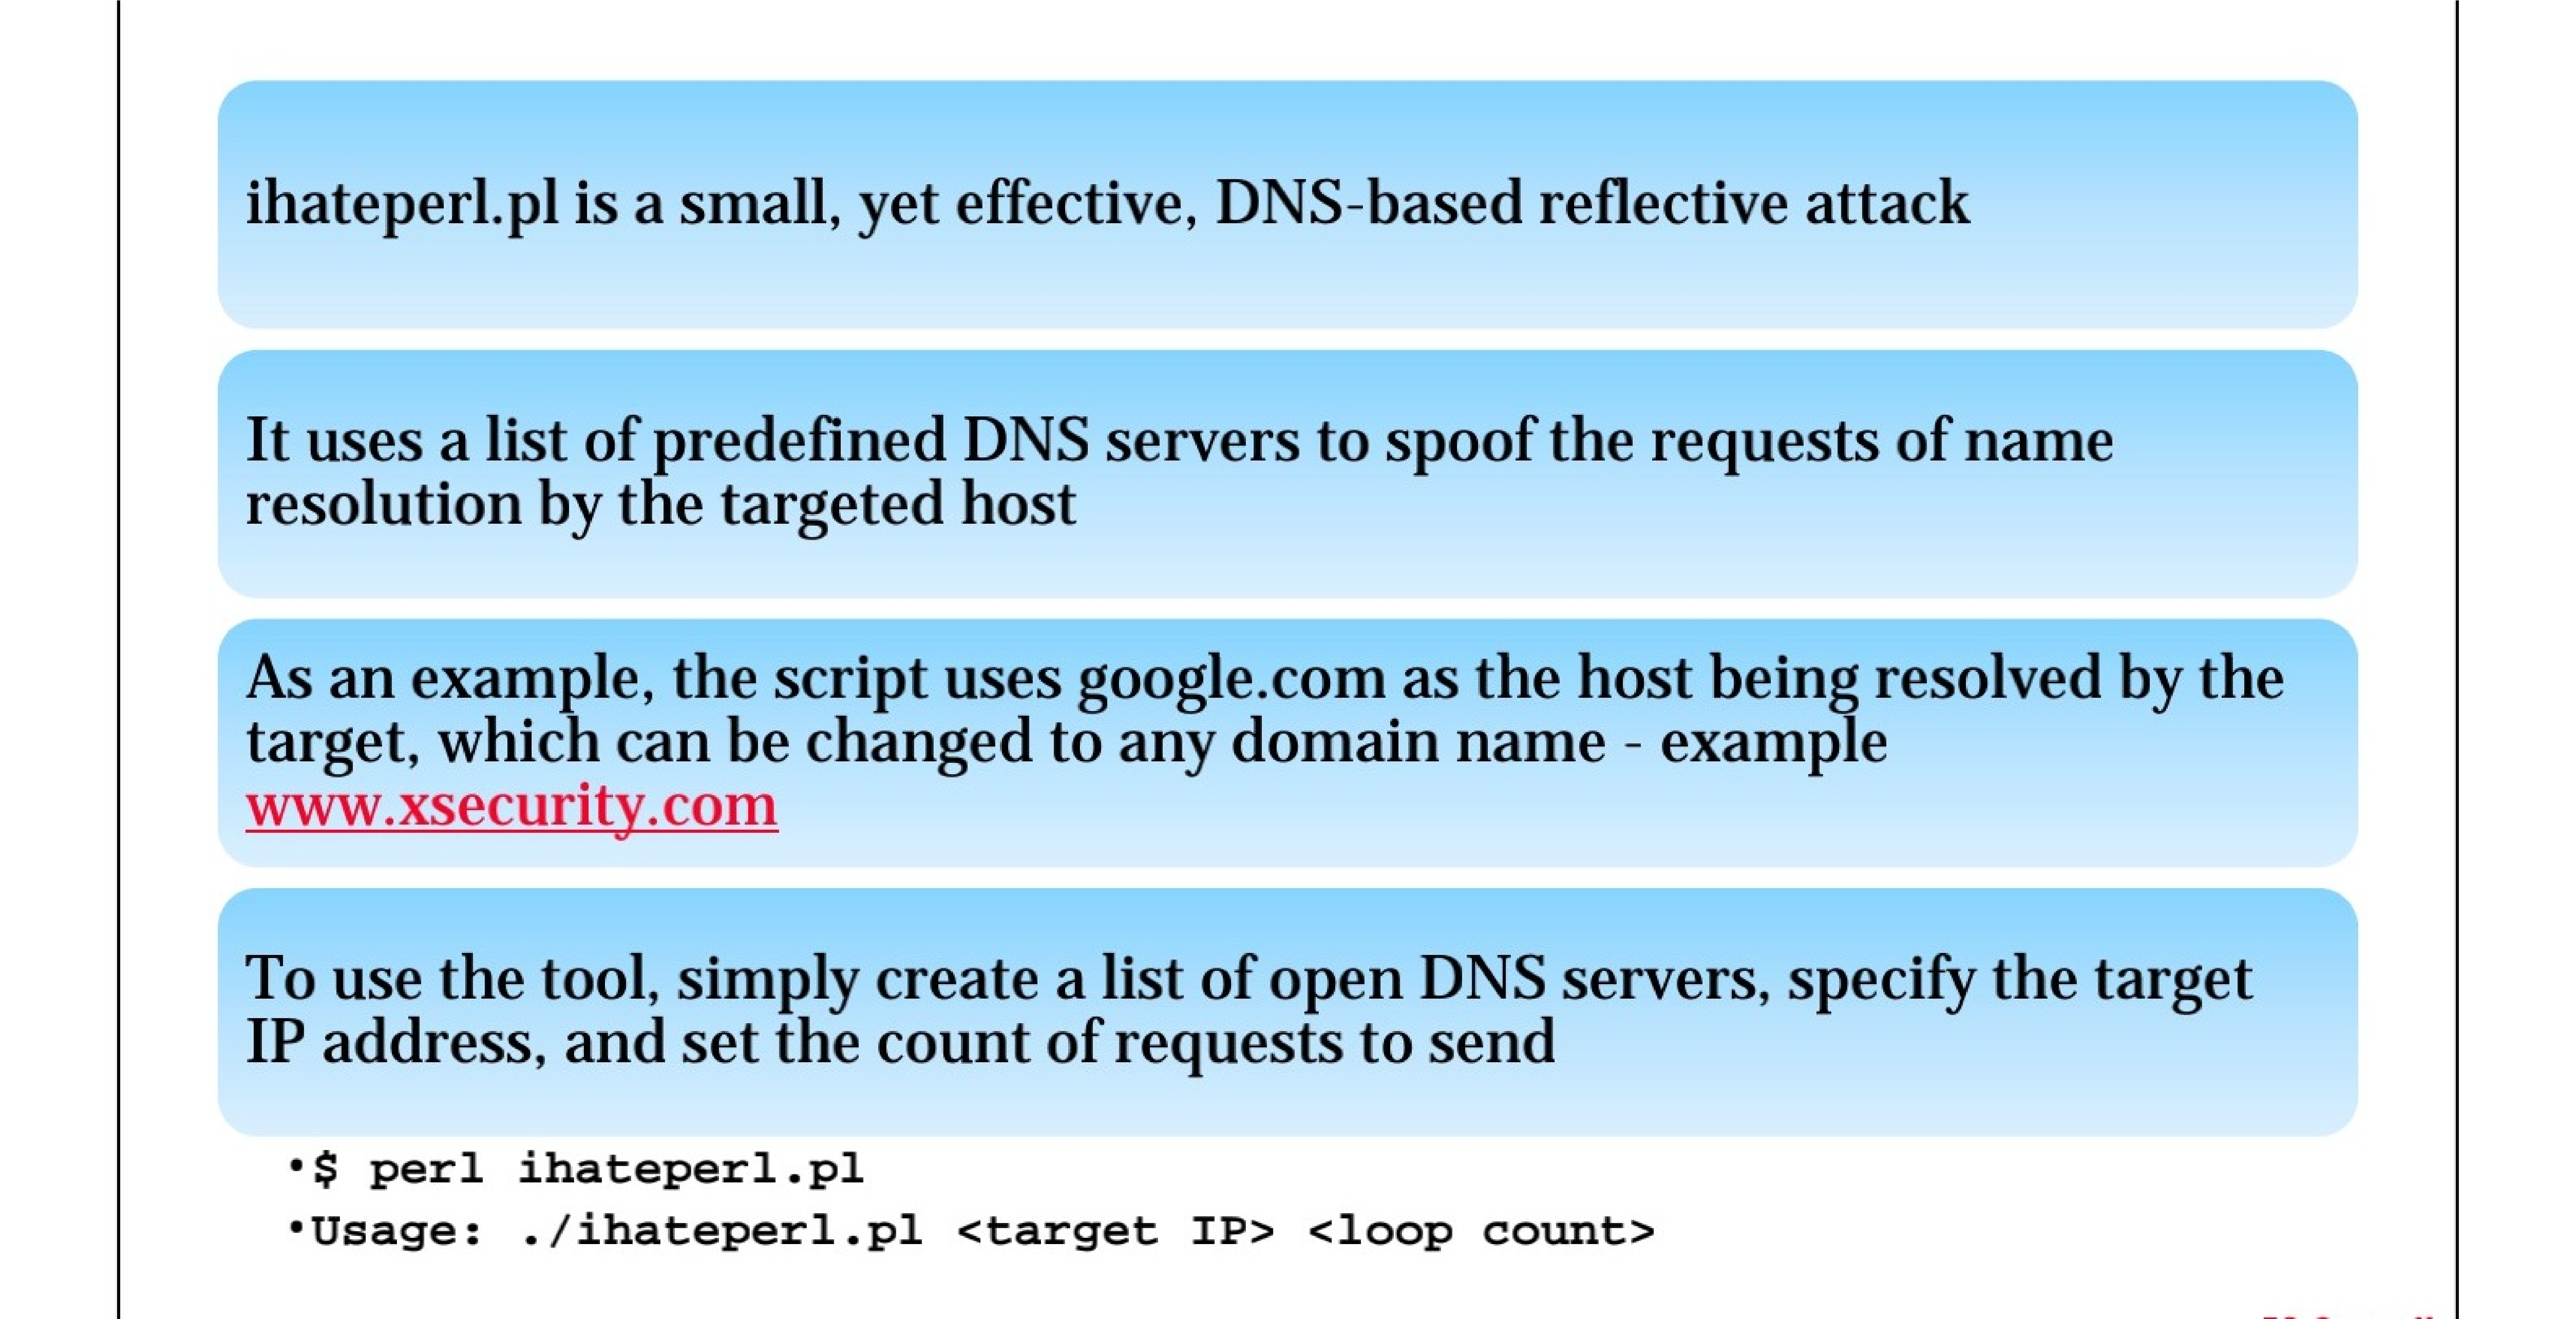 ihateperl.pl is a small, yet effective, DNS-based reflective attack
It uses a list of predefined DNS servers to spoof the requests of name
resolution by the targeted host
As an example, the script uses google.com as the host being resolved by the
target, which can be changed to any domain name - example
www.xsecurity.com
To use the tool, simply create a list of open DNS servers, specify the target
IP address, and set the count of requests to send
•$ perl ihateperl.pl
•Usage: ./ihateperl.pl <target IP> <loop count>